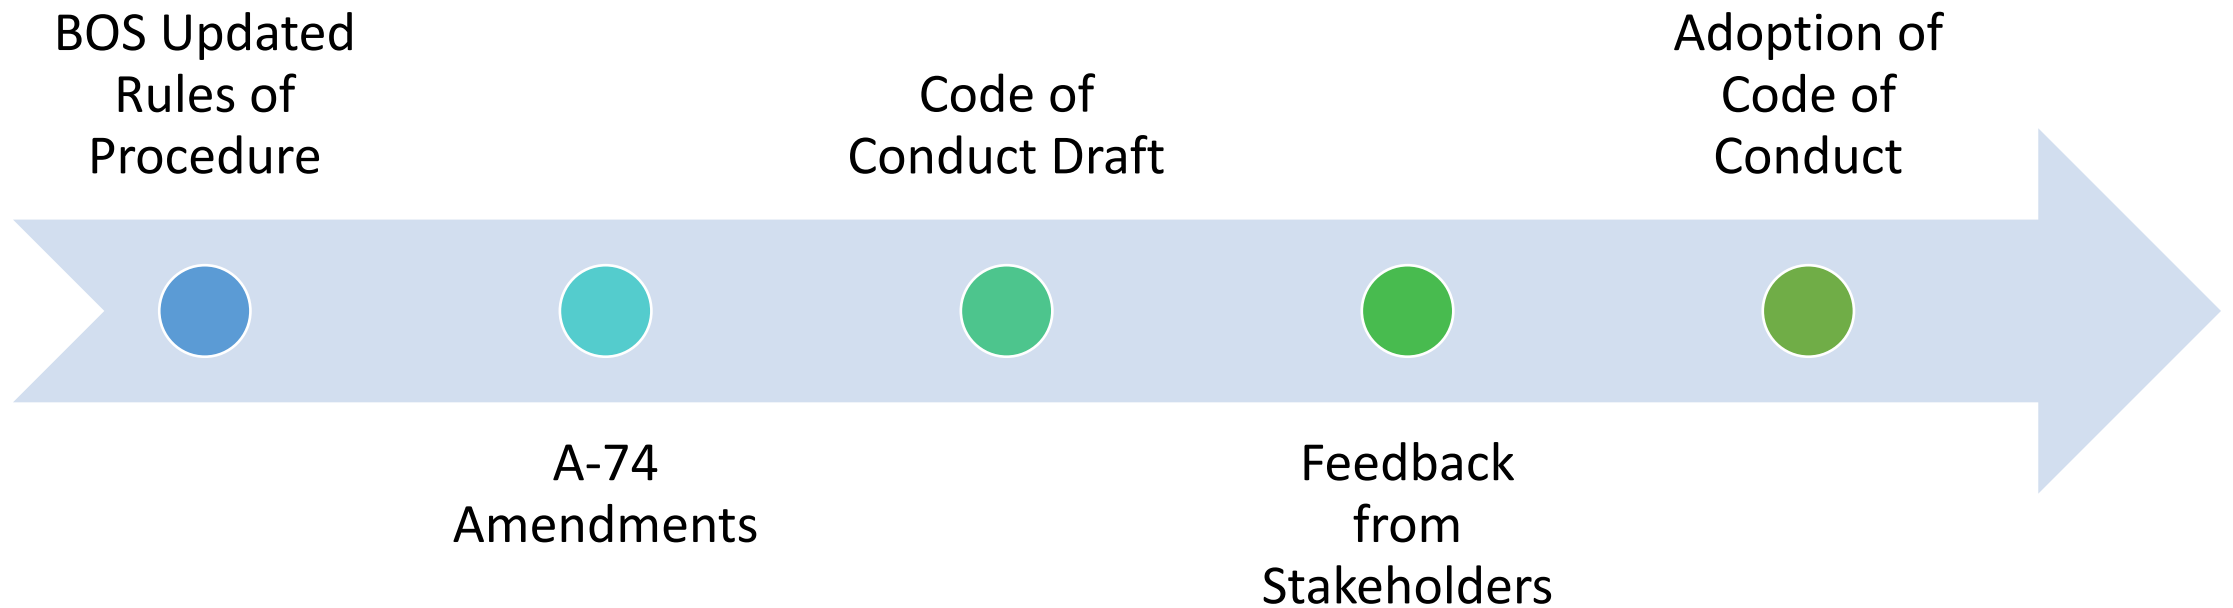 BOS Updated
Rules of
Procedure
A-74
Amendments
Code of
Conduct Draft
Feedback
from
Stakeholders
Adoption of
Code of
Conduct